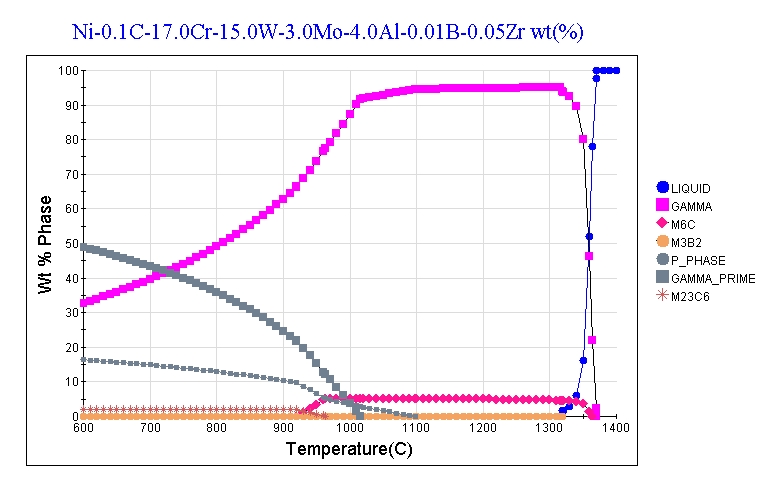 Ni-0.1C-17.0Cr-15.0W-3.0Mo-4.0Al-0.01B-0.05Zr wt(%)
100
90
80
70
60
50
40
30
20
10
0
Wt % Phase
600 700 800 900 1000 1100 1200 1300 1400
Temperature(C)
LIQUID
GAMMA
M6C
M3B2
P_PHASE
GAMMA_PRIME
M23C6